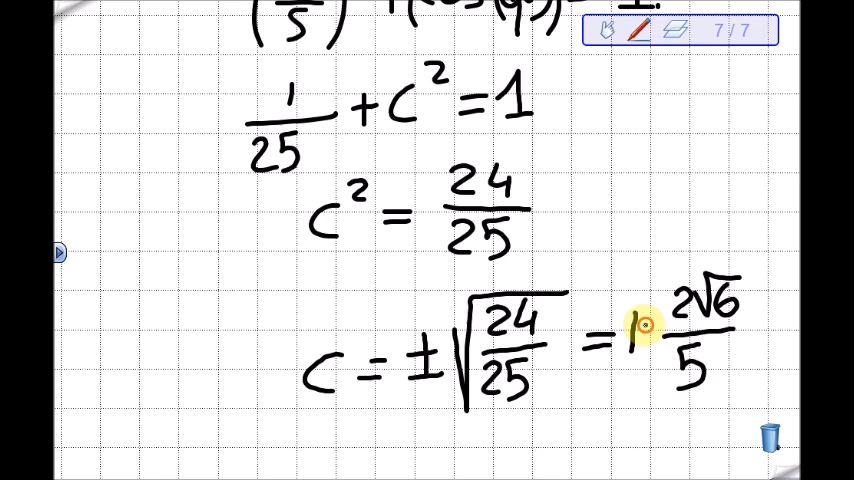 7 / 7
1/25 + c² = 1
c² = 24/25
c = ±√(24/25) = 2√6/5